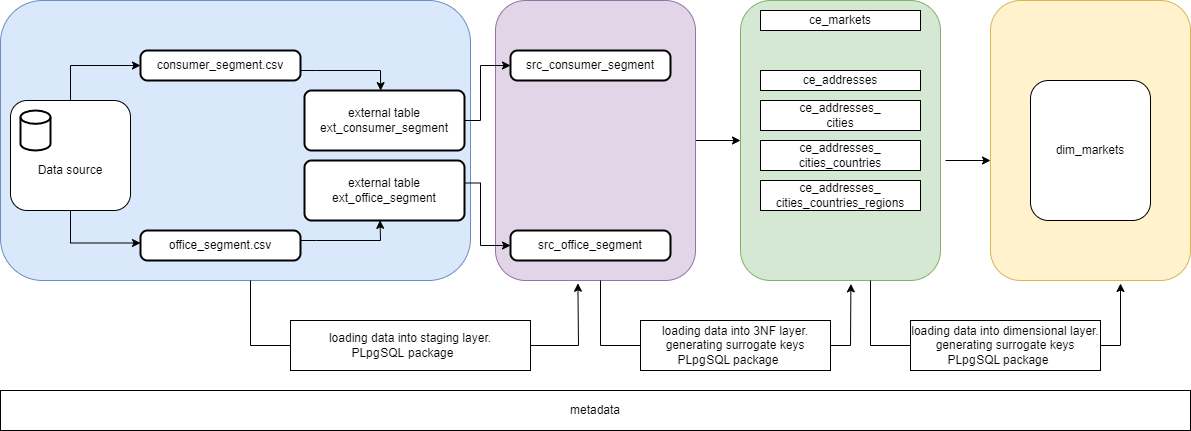 Data source
consumer_segment.csv
office_segment.csv
external table
ext_consumer_segment
external table
ext_office_segment
src_consumer_segment
src_office_segment
ce_markets
ce_addresses
ce_addresses_
cities
ce_addresses_
cities_countries
ce_addresses_
cities_countries_regions
dim_markets
loading data into staging layer.
PLpgSQL package
loading data into 3NF layer.
generating surrogate keys
PLpgSQL package
loading data into dimensional layer.
generating surrogate keys
PLpgSQL package
metadata